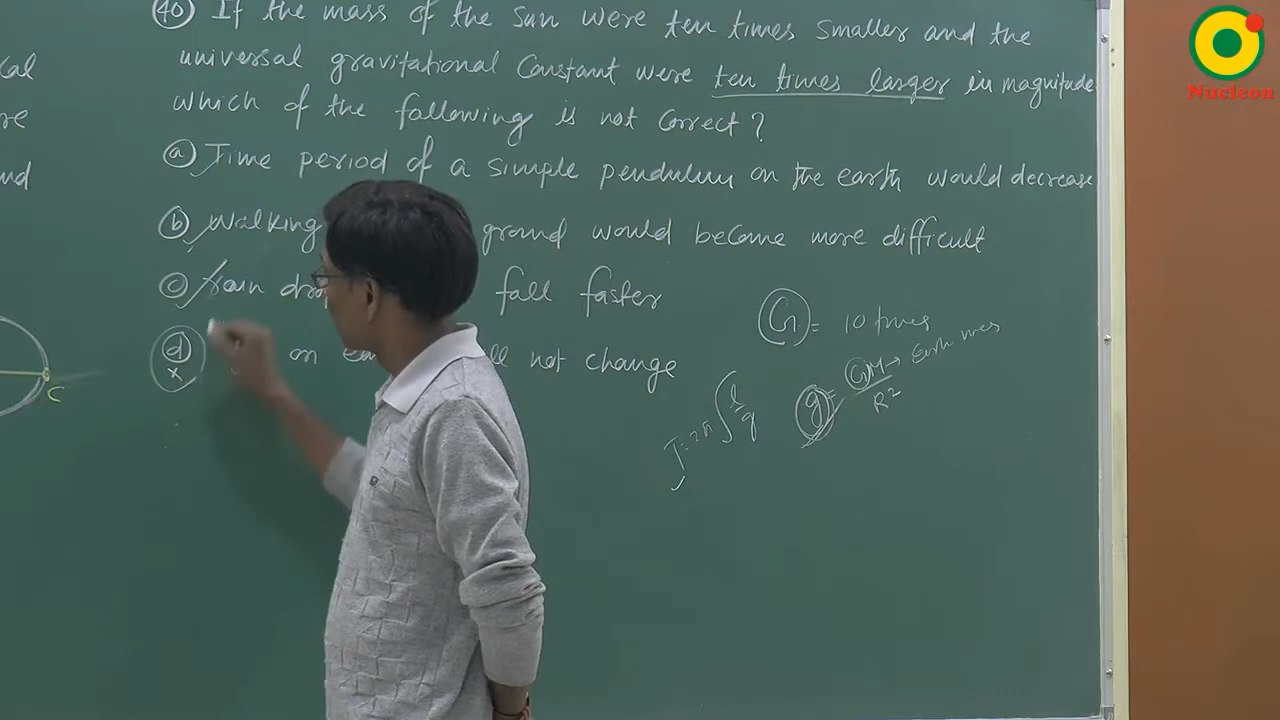 cal
re
nd
40 If the mass of the Sun were ten times smaller and the
universal gravitational Constant were ten times larger in magnitude
which of the following is not Correct?
a Time period of a simple pendulum on the earth would decrease
b walking ground would become more difficult
c rain fall faster
d on not change
G = 10 times
g = GM → Earth mass
R²
T = 2π √ l/g
c
Nucleon